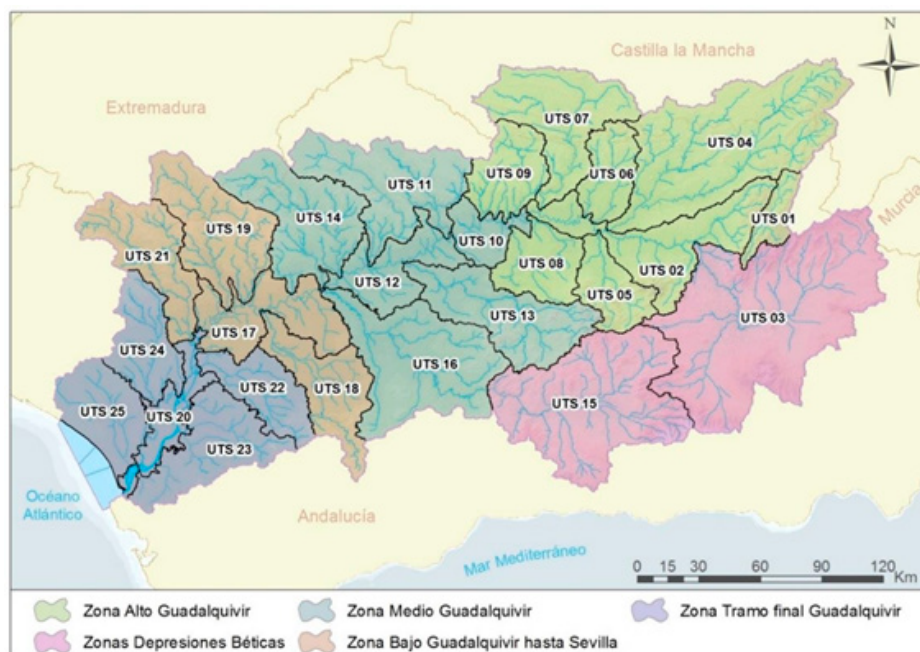 Castilla la Mancha
N
Extremadura
UTS 07
UTS 04
UTS 09
UTS 06
UTS 11
UTS 14
UTS 01
Murcia
UTS 19
UTS 10
UTS 21
UTS 08
UTS 02
UTS 12
UTS 05
UTS 13
UTS 03
UTS 17
UTS 24
UTS 16
UTS 22
UTS 18
UTS 15
UTS 25
UTS 20
UTS 23
Océano
Atlántico
Andalucía
Mar Mediterráneo
0 15 30 60 90 120
Km
Zona Alto Guadalquivir
Zona Medio Guadalquivir
Zona Tramo final Guadalquivir
Zonas Depresiones Béticas
Zona Bajo Guadalquivir hasta Sevilla